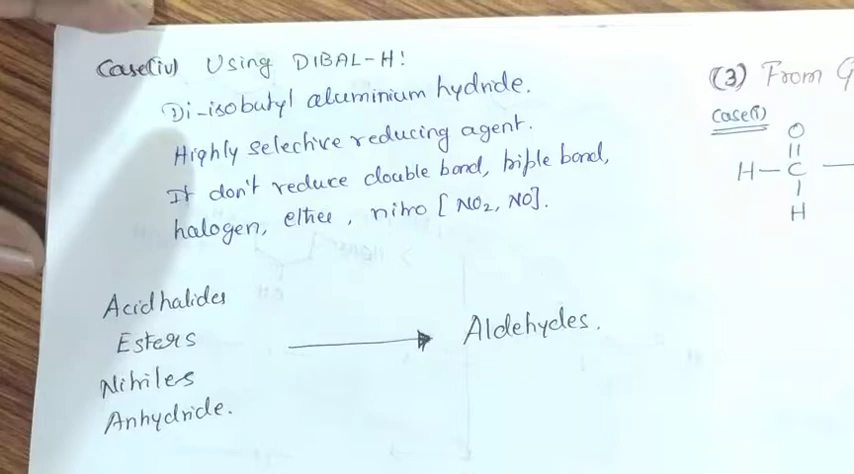 Case(iv) Using DIBAL-H:
Di-isobutyl aluminium hydride.
Highly selective reducing agent.
It don't reduce double bond, triple bond,
halogen, ether, nitro [NO2, NO].
Acid halides
Esters
Nitriles
Anhydride.
Aldehydes.
(3) From G
Case(i)
O
||
H-C-
|
H